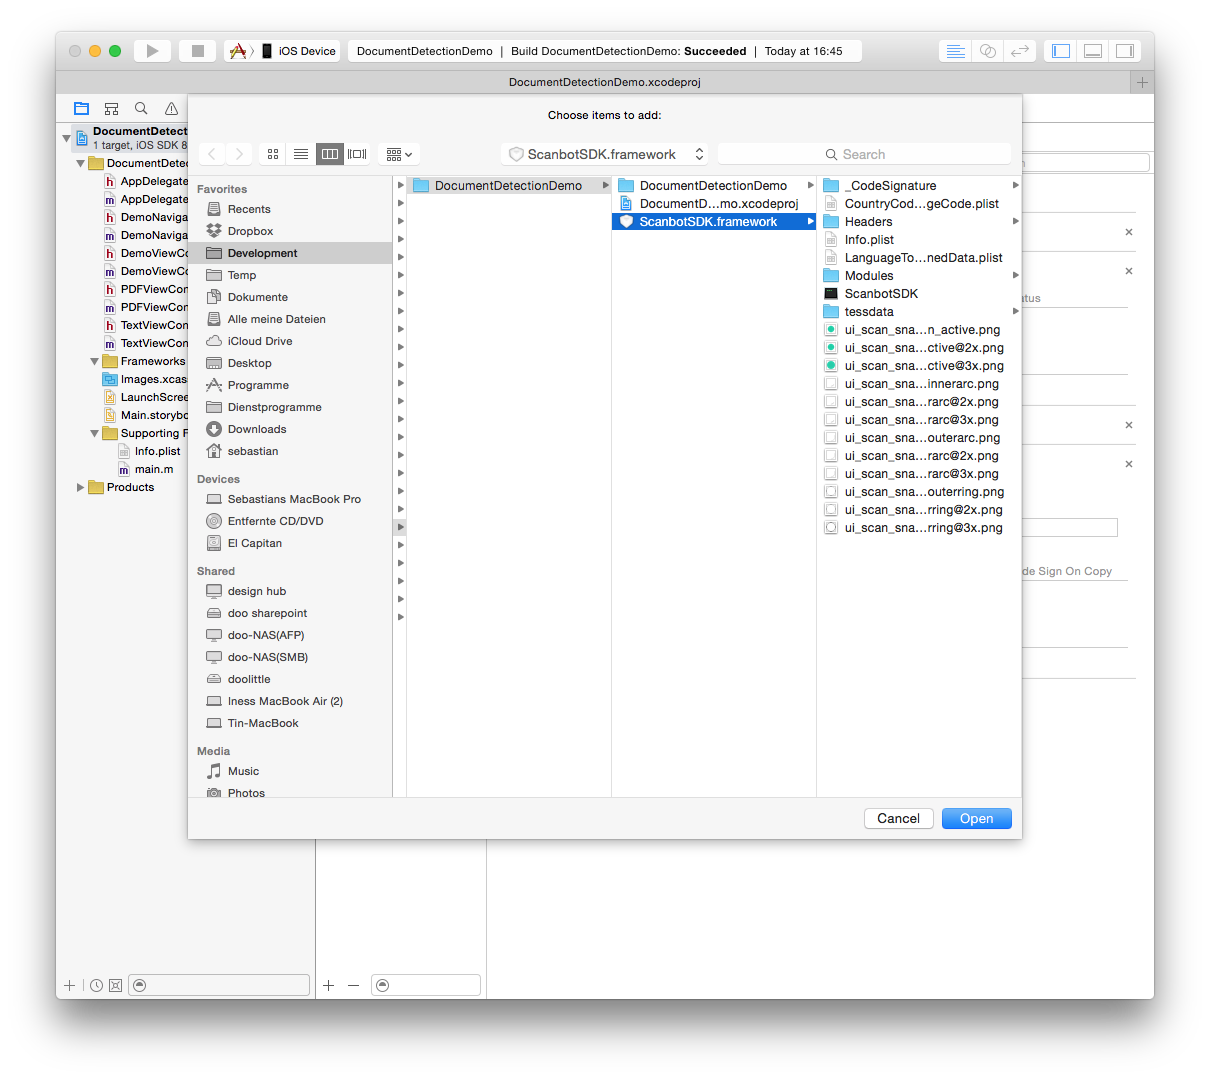 iOS Device
DocumentDetectionDemo | Build DocumentDetectionDemo: Succeeded | Today at 16:45
DocumentDetectionDemo.xcodeproj
Choose items to add:
ScanbotSDK.framework
Search
DocumentDetect
1 target, iOS SDK 8
DocumentDetec
AppDelegate
AppDelegate
DemoNaviga
DemoNaviga
DemoViewCo
DemoViewCo
PDFViewCon
PDFViewCon
TextViewCon
TextViewCon
Frameworks
Images.xcas
LaunchScree
Main.storybo
Supporting F
Info.plist
main.m
Products
Favorites
Recents
Dropbox
Development
Temp
Dokumente
Alle meine Dateien
iCloud Drive
Desktop
Programme
Dienstprogramme
Downloads
sebastian
Devices
Sebastians MacBook Pro
Entfernte CD/DVD
El Capitan
Shared
design hub
doo sharepoint
doo-NAS(AFP)
doo-NAS(SMB)
doolittle
Iness MacBook Air (2)
Tin-MacBook
Media
Music
Photos
DocumentDetectionDemo
DocumentDetectionDemo
DocumentD...mo.xcodeproj
ScanbotSDK.framework
_CodeSignature
CountryCod...geCode.plist
Headers
Info.plist
LanguageTo...nedData.plist
Modules
ScanbotSDK
tessdata
ui_scan_sna...n_active.png
ui_scan_sna...ctive@2x.png
ui_scan_sna...ctive@3x.png
ui_scan_sna...innerarc.png
ui_scan_sna...rarc@2x.png
ui_scan_sna...rarc@3x.png
ui_scan_sna...outerarc.png
ui_scan_sna...rarc@2x.png
ui_scan_sna...rarc@3x.png
ui_scan_sna...outerring.png
ui_scan_sna...rring@2x.png
ui_scan_sna...rring@3x.png
atus
de Sign On Copy
Cancel
Open